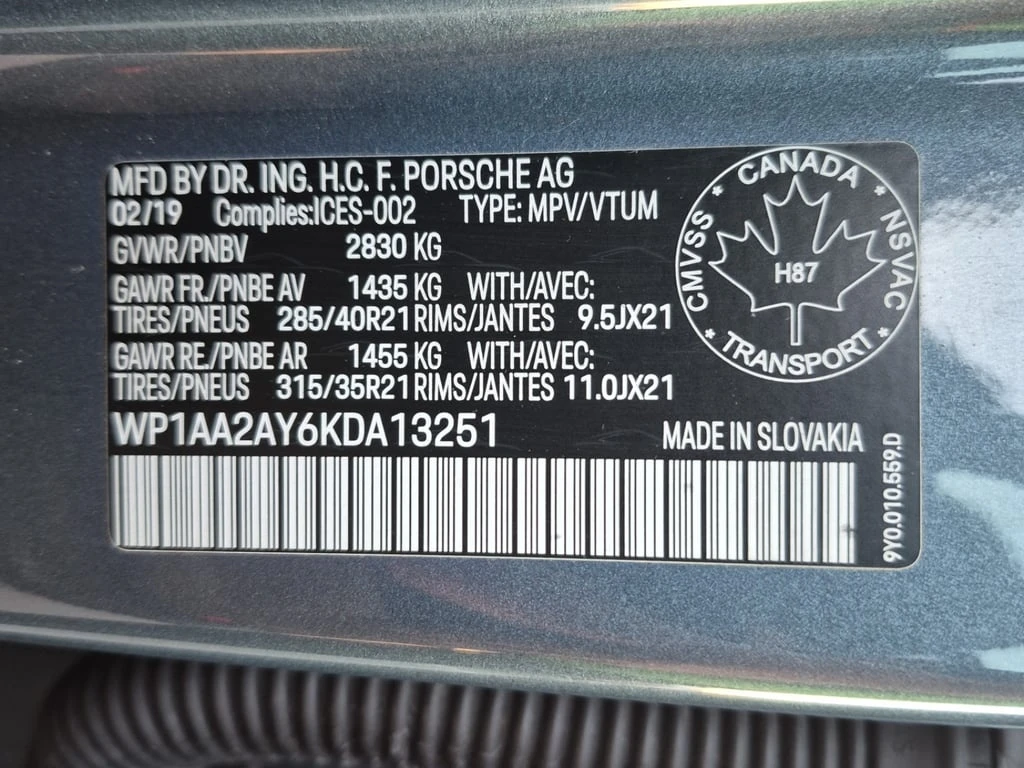 MFD BY DR. ING. H.C. F. PORSCHE AG
02/19 Complies:ICES-002 TYPE: MPV/VTUM
GVWR/PNBV 2830 KG
GAWR FR./PNBE AV 1435 KG WITH/AVEC:
TIRES/PNEUS 285/40R21 RIMS/JANTES 9.5JX21
GAWR RE./PNBE AR 1455 KG WITH/AVEC:
TIRES/PNEUS 315/35R21 RIMS/JANTES 11.0JX21
WP1AA2AY6KDA13251 MADE IN SLOVAKIA
CANADA
CMVSS
NSVAC
H87
TRANSPORT
9Y0.010.559.D